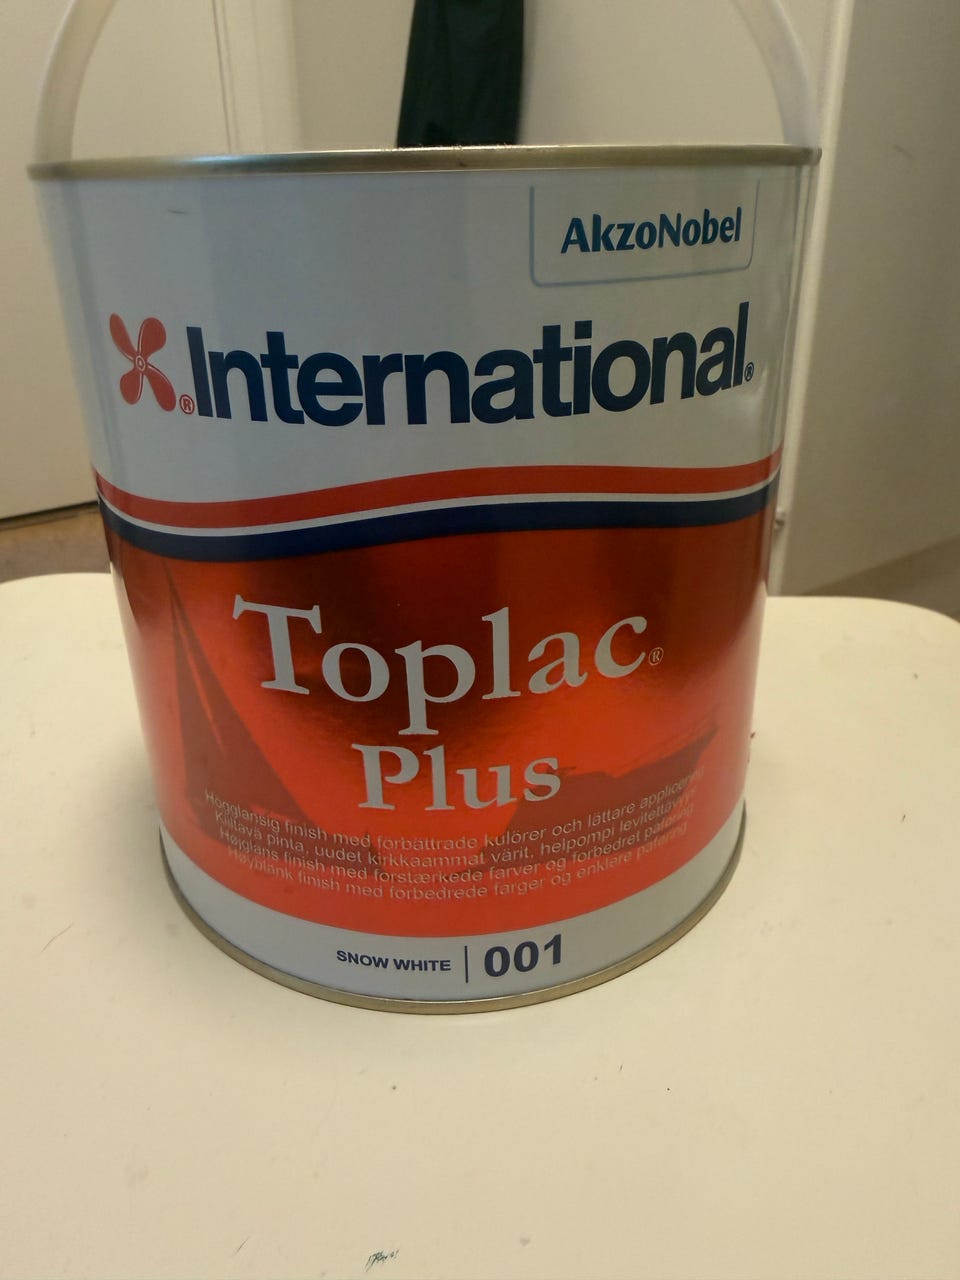 AkzoNobel
International®
Toplac®
Plus
Högglansig finish med förbättrade kulörer och lättare applicering
Kiiltävä pinta, uudet kirkkaammat värit, helpompi levitettävyys
Højglans finish med forstærkede farver og forbedret påføring
Høyblank finish med forbedrede farger og enklere påføring
SNOW WHITE | 001